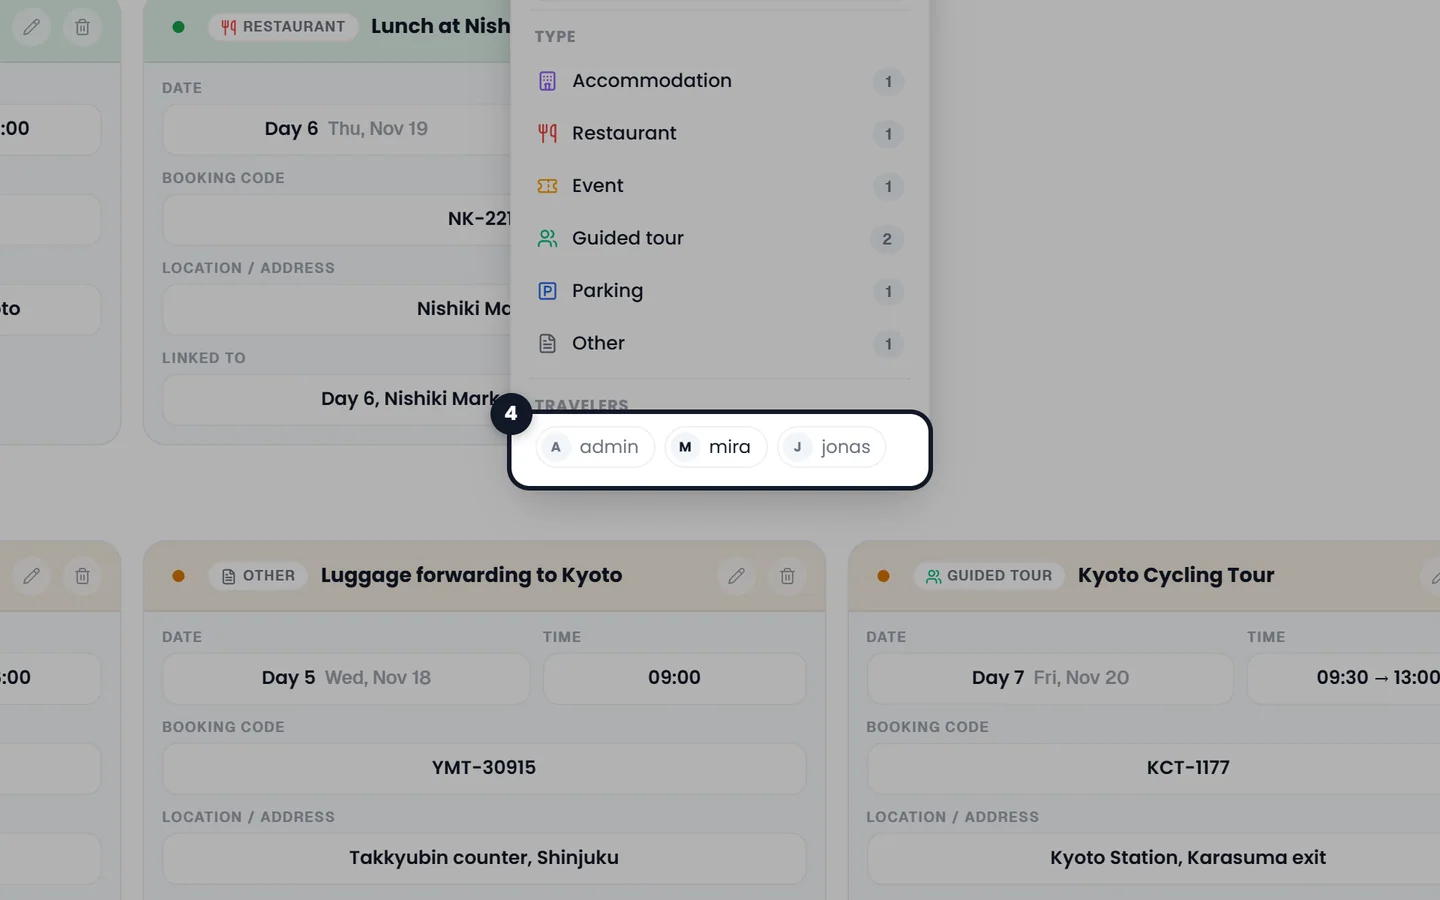 RESTAURANT
Lunch at Nish
TYPE
Accommodation 1
Restaurant 1
Event 1
Guided tour 2
Parking 1
Other 1
TRAVELERS
4
A admin M mira J jonas
:00
DATE
Day 6 Thu, Nov 19
BOOKING CODE
NK-221
LOCATION / ADDRESS
to
Nishiki Ma
LINKED TO
Day 6, Nishiki Mark
OTHER
Luggage forwarding to Kyoto
DATE TIME
:00
Day 5 Wed, Nov 18 09:00
BOOKING CODE
YMT-30915
LOCATION / ADDRESS
Takkyubin counter, Shinjuku
GUIDED TOUR
Kyoto Cycling Tour
DATE TIME
Day 7 Fri, Nov 20 09:30 → 13:00
BOOKING CODE
KCT-1177
LOCATION / ADDRESS
Kyoto Station, Karasuma exit